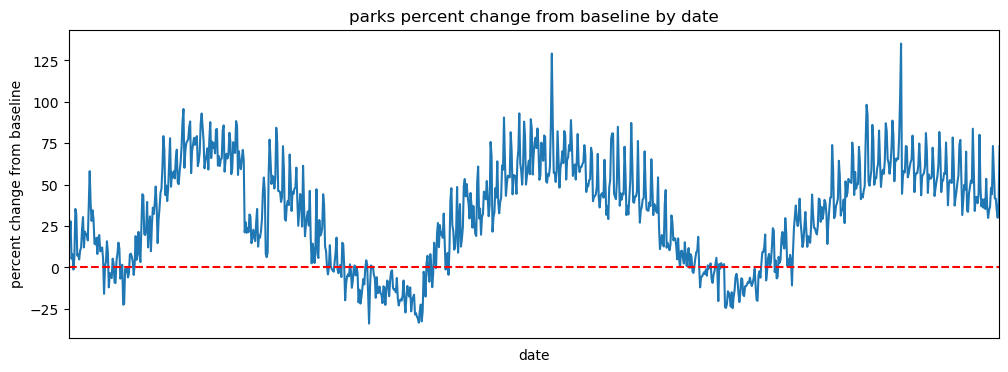 parks percent change from baseline by date
percent change from baseline
125
100
75
50
25
0
−25
date